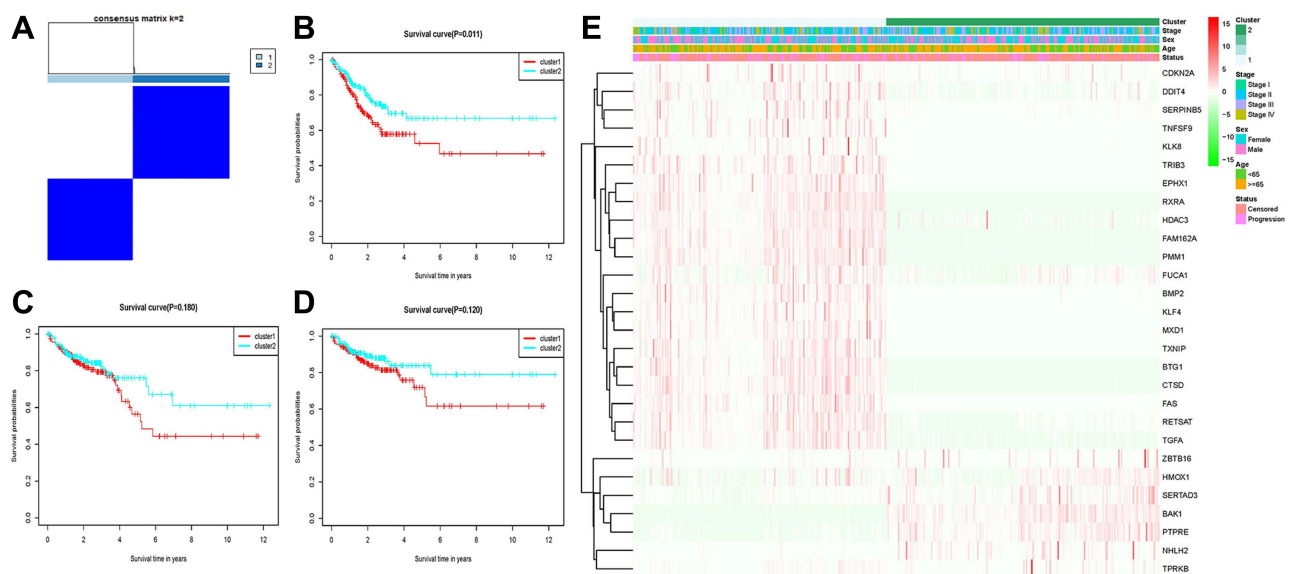 A
consensus matrix k=2
1
2
B
Survival curve(P=0.011)
cluster1
cluster2
Survival probabilities
0.0 0.2 0.4 0.6 0.8 1.0
0 2 4 6 8 10 12
Survival time in years
C
Survival curve(P=0.180)
cluster1
cluster2
Survival probabilities
0.0 0.2 0.4 0.6 0.8 1.0
0 2 4 6 8 10 12
Survival time in years
D
Survival curve(P=0.120)
cluster1
cluster2
Survival probabilities
0.0 0.2 0.4 0.6 0.8 1.0
0 2 4 6 8 10 12
Survival time in years
E
Cluster
Stage
Sex
Age
Status
CDKN2A
DDIT4
SERPINB5
TNFSF9
KLK8
TRIB3
EPHX1
RXRA
HDAC3
FAM162A
PMM1
FUCA1
BMP2
KLF4
MXD1
TXNIP
BTG1
CTSD
FAS
RETSAT
TGFA
ZBTB16
HMOX1
SERTAD3
BAK1
PTPRE
NHLH2
TPRKB
15
10
5
0
−5
−10
−15
Cluster
2
1
Stage
Stage I
Stage II
Stage III
Stage IV
Sex
Female
Male
Age
<65
>=65
Status
Censored
Progression